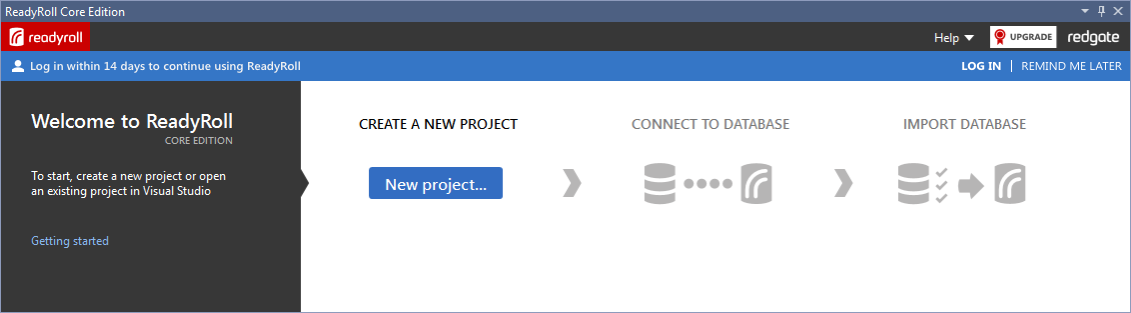 ReadyRoll Core Edition
readyroll
Help
UPGRADE
redgate
Log in within 14 days to continue using ReadyRoll
LOG IN | REMIND ME LATER
Welcome to ReadyRoll
CORE EDITION
To start, create a new project or open
an existing project in Visual Studio
Getting started
CREATE A NEW PROJECT
New project...
CONNECT TO DATABASE
IMPORT DATABASE